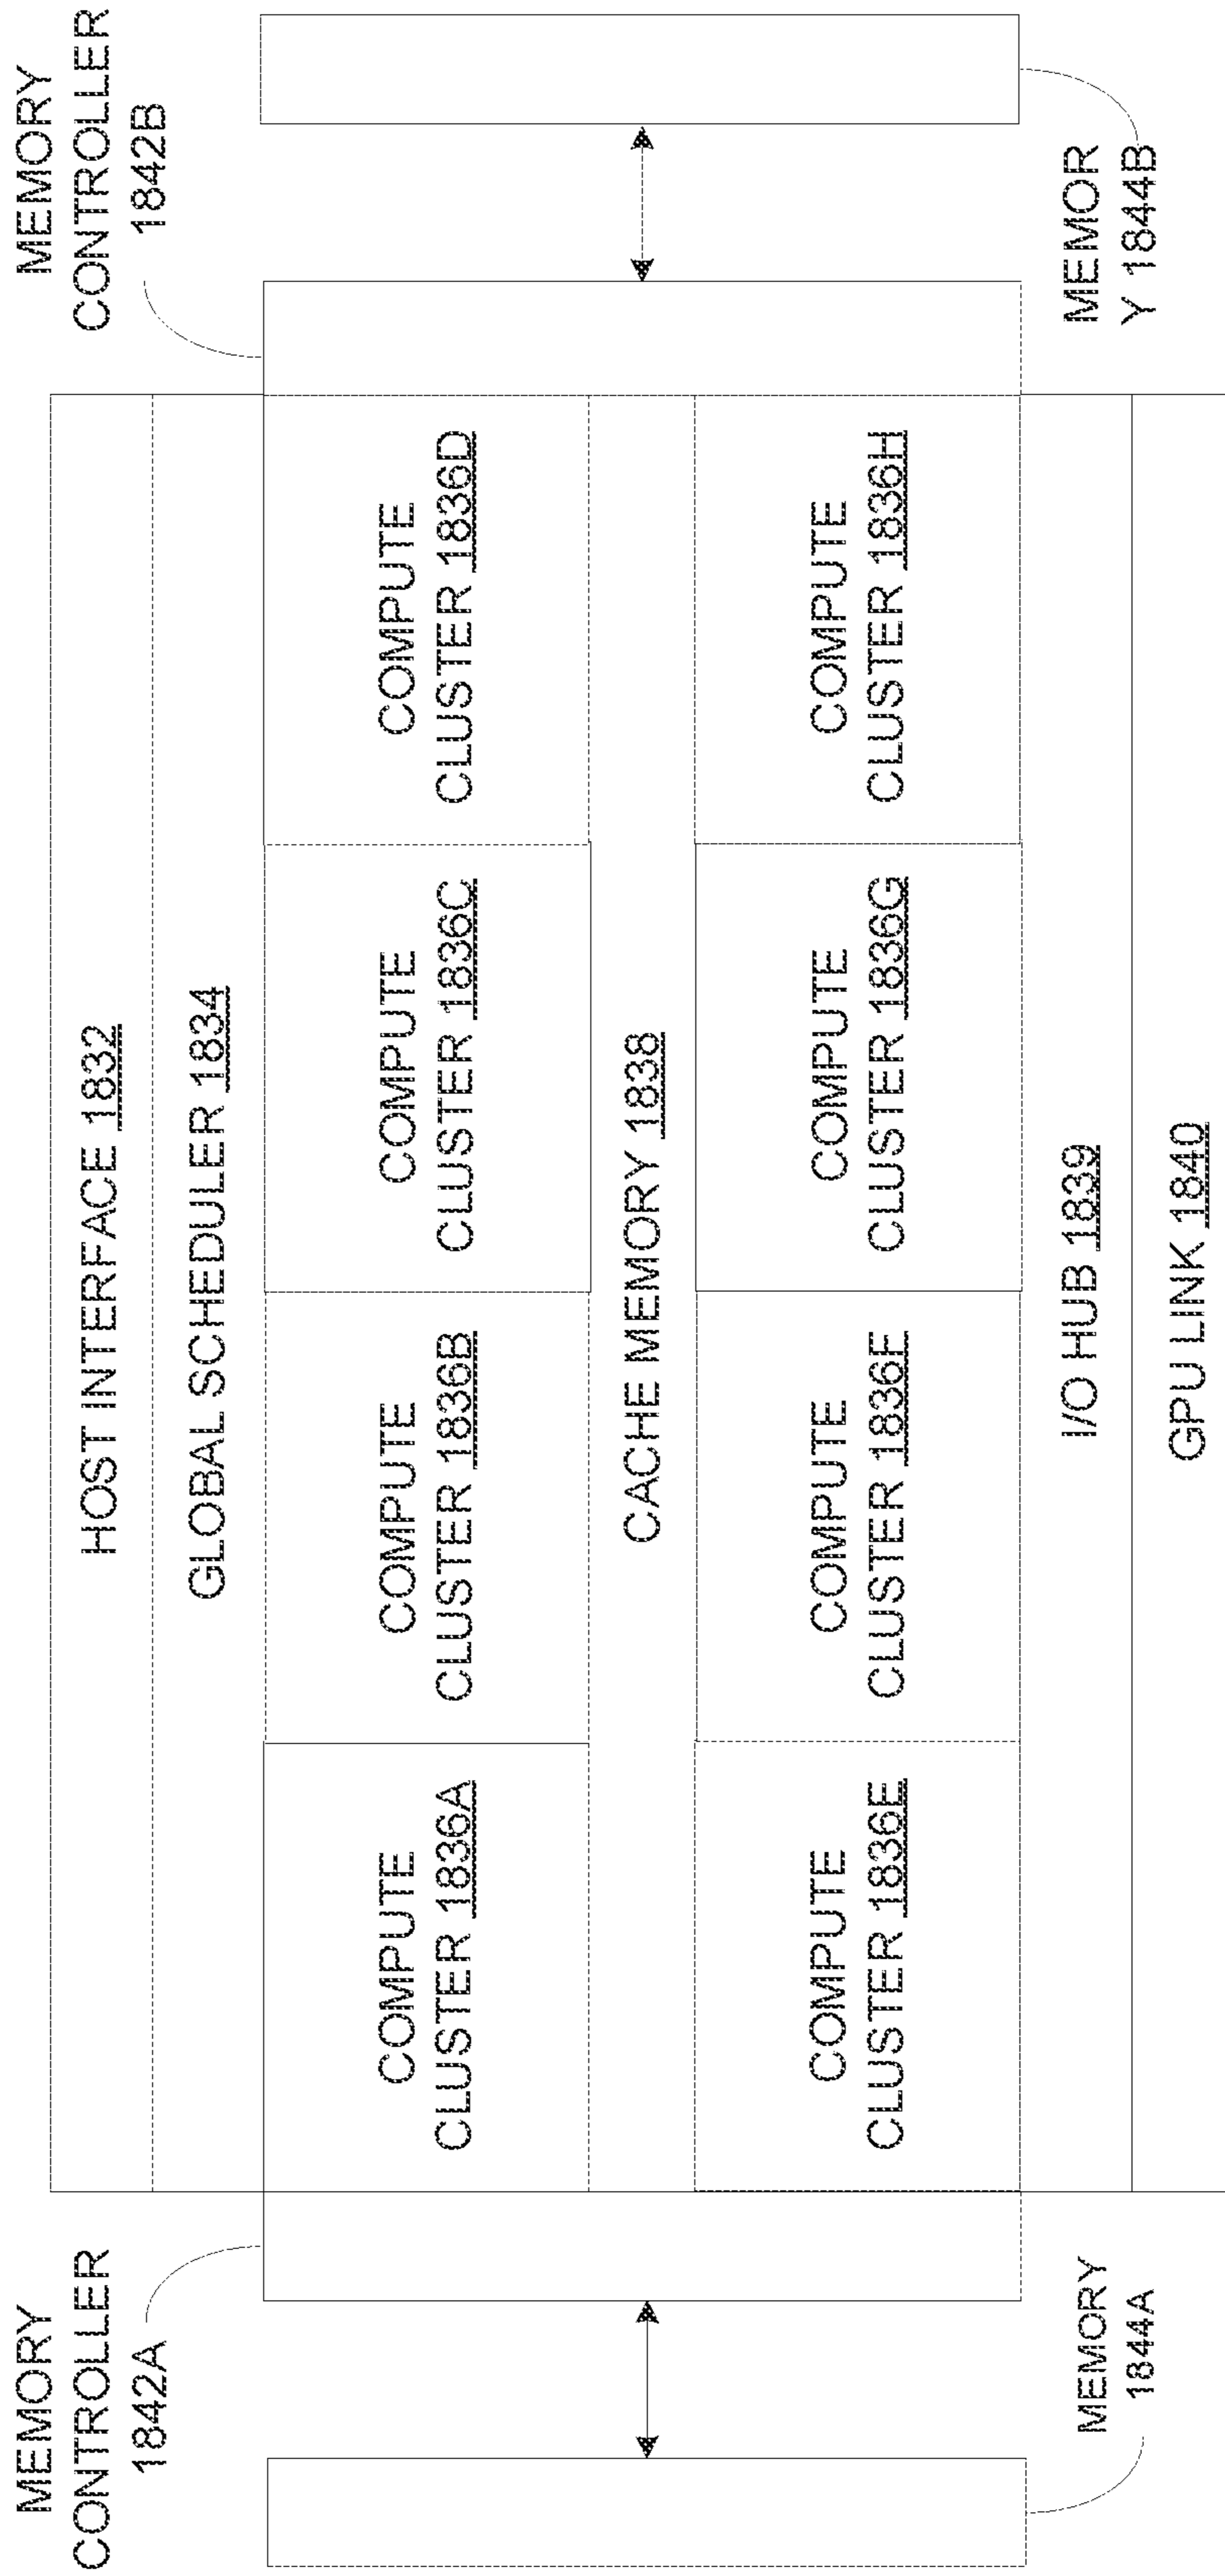 HOST INTERFACE 1832
GLOBAL SCHEDULER 1834
MEMORY
CONTROLLER
1842A
MEMORY
CONTROLLER
1842B
COMPUTE
CLUSTER 1836A
COMPUTE
CLUSTER 1836B
COMPUTE
CLUSTER 1836C
COMPUTE
CLUSTER 1836D
CACHE MEMORY 1838
COMPUTE
CLUSTER 1836E
COMPUTE
CLUSTER 1836F
COMPUTE
CLUSTER 1836G
COMPUTE
CLUSTER 1836H
I/O HUB 1839
GPU LINK 1840
MEMORY
1844A
MEMOR
Y 1844B